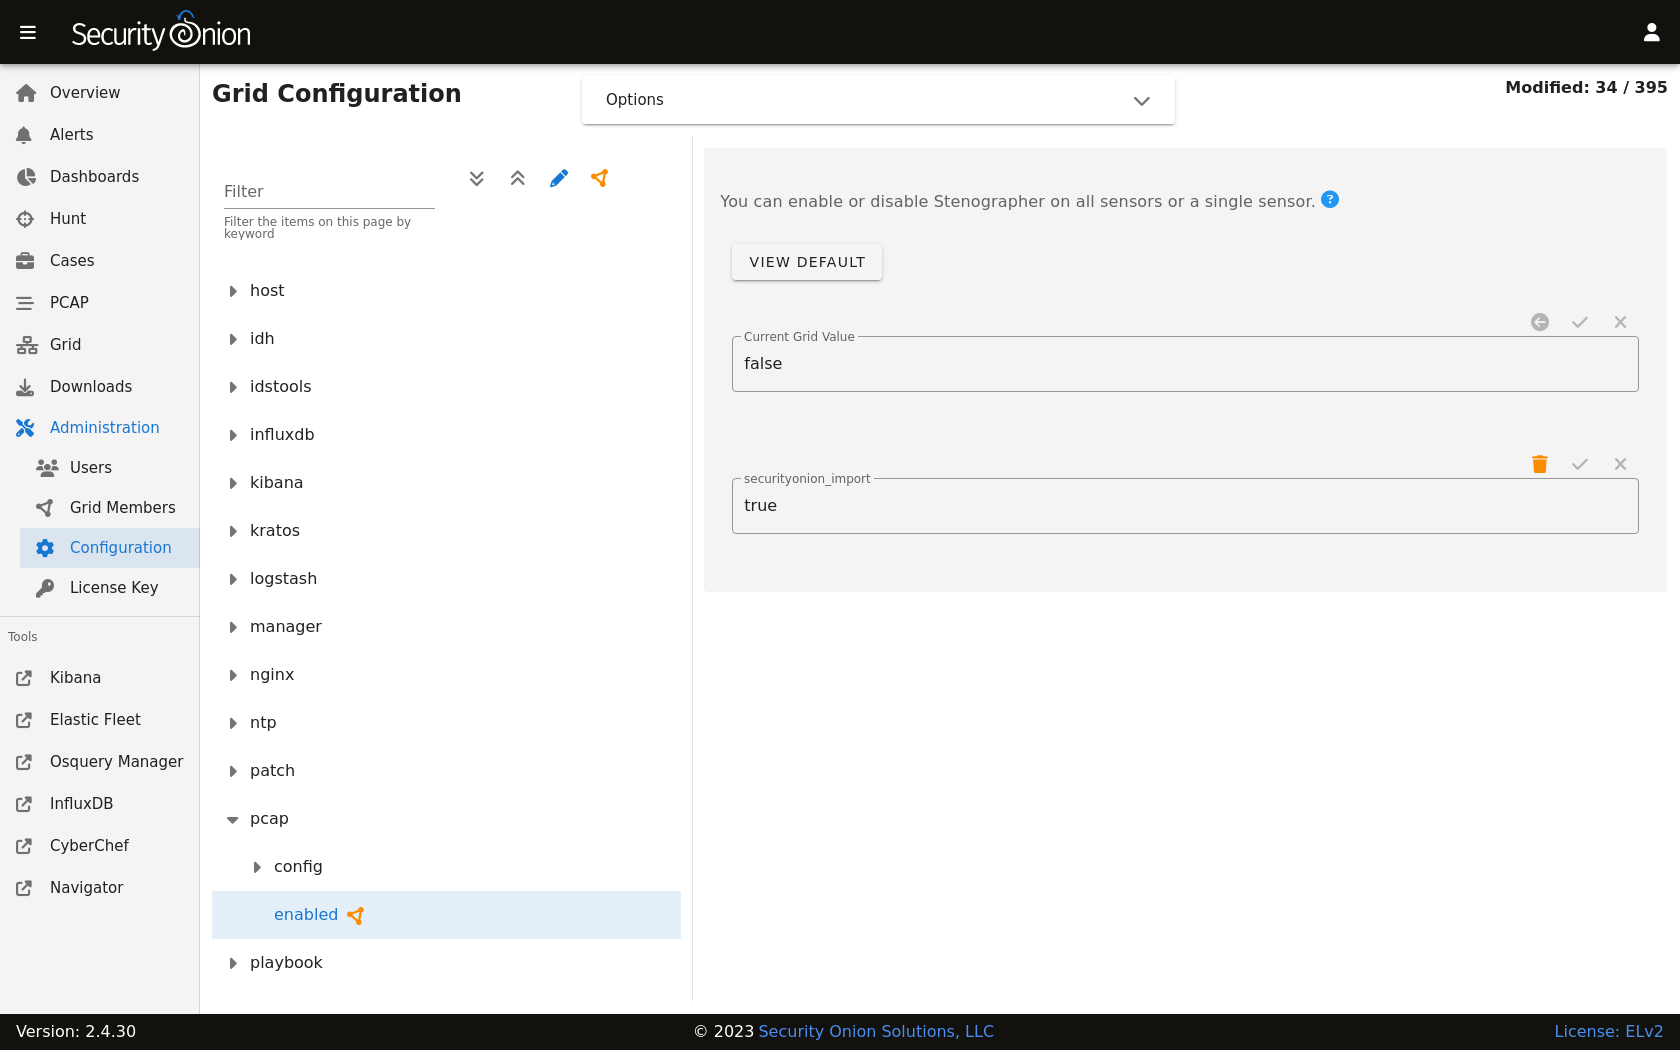 Security Onion
Overview
Alerts
Dashboards
Hunt
Cases
PCAP
Grid
Downloads
Administration
Users
Grid Members
Configuration
License Key
Tools
Kibana
Elastic Fleet
Osquery Manager
InfluxDB
CyberChef
Navigator
Grid Configuration
Options
Modified: 34 / 395
Filter
Filter the items on this page by
keyword
host
idh
idstools
influxdb
kibana
kratos
logstash
manager
nginx
ntp
patch
pcap
config
enabled
playbook
You can enable or disable Stenographer on all sensors or a single sensor. ?
VIEW DEFAULT
Current Grid Value
false
securityonion_import
true
Version: 2.4.30
© 2023 Security Onion Solutions, LLC
License: ELv2